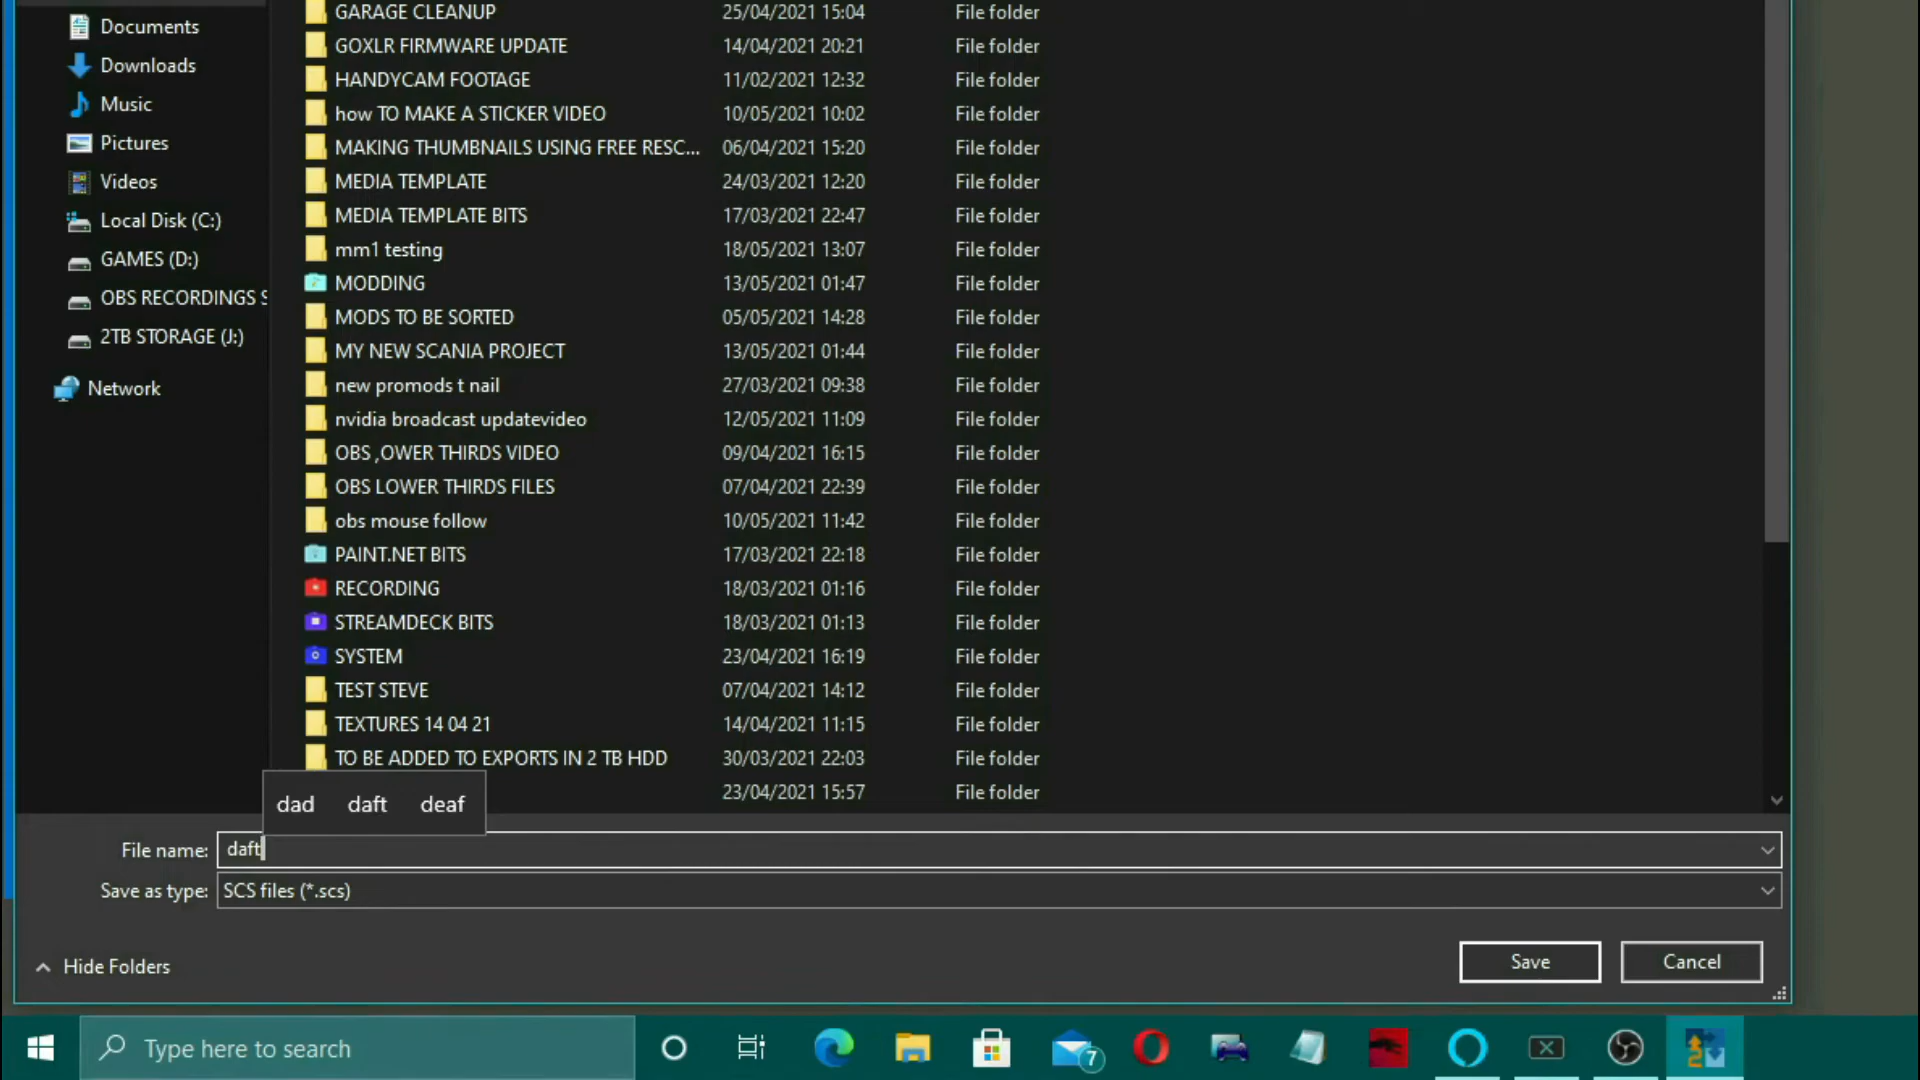 GARAGE CLEANUP 25/04/2021 15:04 File folder
Documents
GOXLR FIRMWARE UPDATE 14/04/2021 20:21 File folder
Downloads
HANDYCAM FOOTAGE 11/02/2021 12:32 File folder
Music
how TO MAKE A STICKER VIDEO 10/05/2021 10:02 File folder
Pictures
MAKING THUMBNAILS USING FREE RESC... 06/04/2021 15:20 File folder
Videos
MEDIA TEMPLATE 24/03/2021 12:20 File folder
Local Disk (C:)
MEDIA TEMPLATE BITS 17/03/2021 22:47 File folder
GAMES (D:)
mm1 testing 18/05/2021 13:07 File folder
MODDING 13/05/2021 01:47 File folder
OBS RECORDINGS S
MODS TO BE SORTED 05/05/2021 14:28 File folder
2TB STORAGE (J:)
MY NEW SCANIA PROJECT 13/05/2021 01:44 File folder
Network
new promods t nail 27/03/2021 09:38 File folder
nvidia broadcast updatevideo 12/05/2021 11:09 File folder
OBS ,OWER THIRDS VIDEO 09/04/2021 16:15 File folder
OBS LOWER THIRDS FILES 07/04/2021 22:39 File folder
obs mouse follow 10/05/2021 11:42 File folder
PAINT.NET BITS 17/03/2021 22:18 File folder
RECORDING 18/03/2021 01:16 File folder
STREAMDECK BITS 18/03/2021 01:13 File folder
SYSTEM 23/04/2021 16:19 File folder
TEST STEVE 07/04/2021 14:12 File folder
TEXTURES 14 04 21 14/04/2021 11:15 File folder
TO BE ADDED TO EXPORTS IN 2 TB HDD 30/03/2021 22:03 File folder
23/04/2021 15:57 File folder
dad daft deaf
File name: daft
Save as type: SCS files (*.scs)
Hide Folders
Save Cancel
Type here to search
7